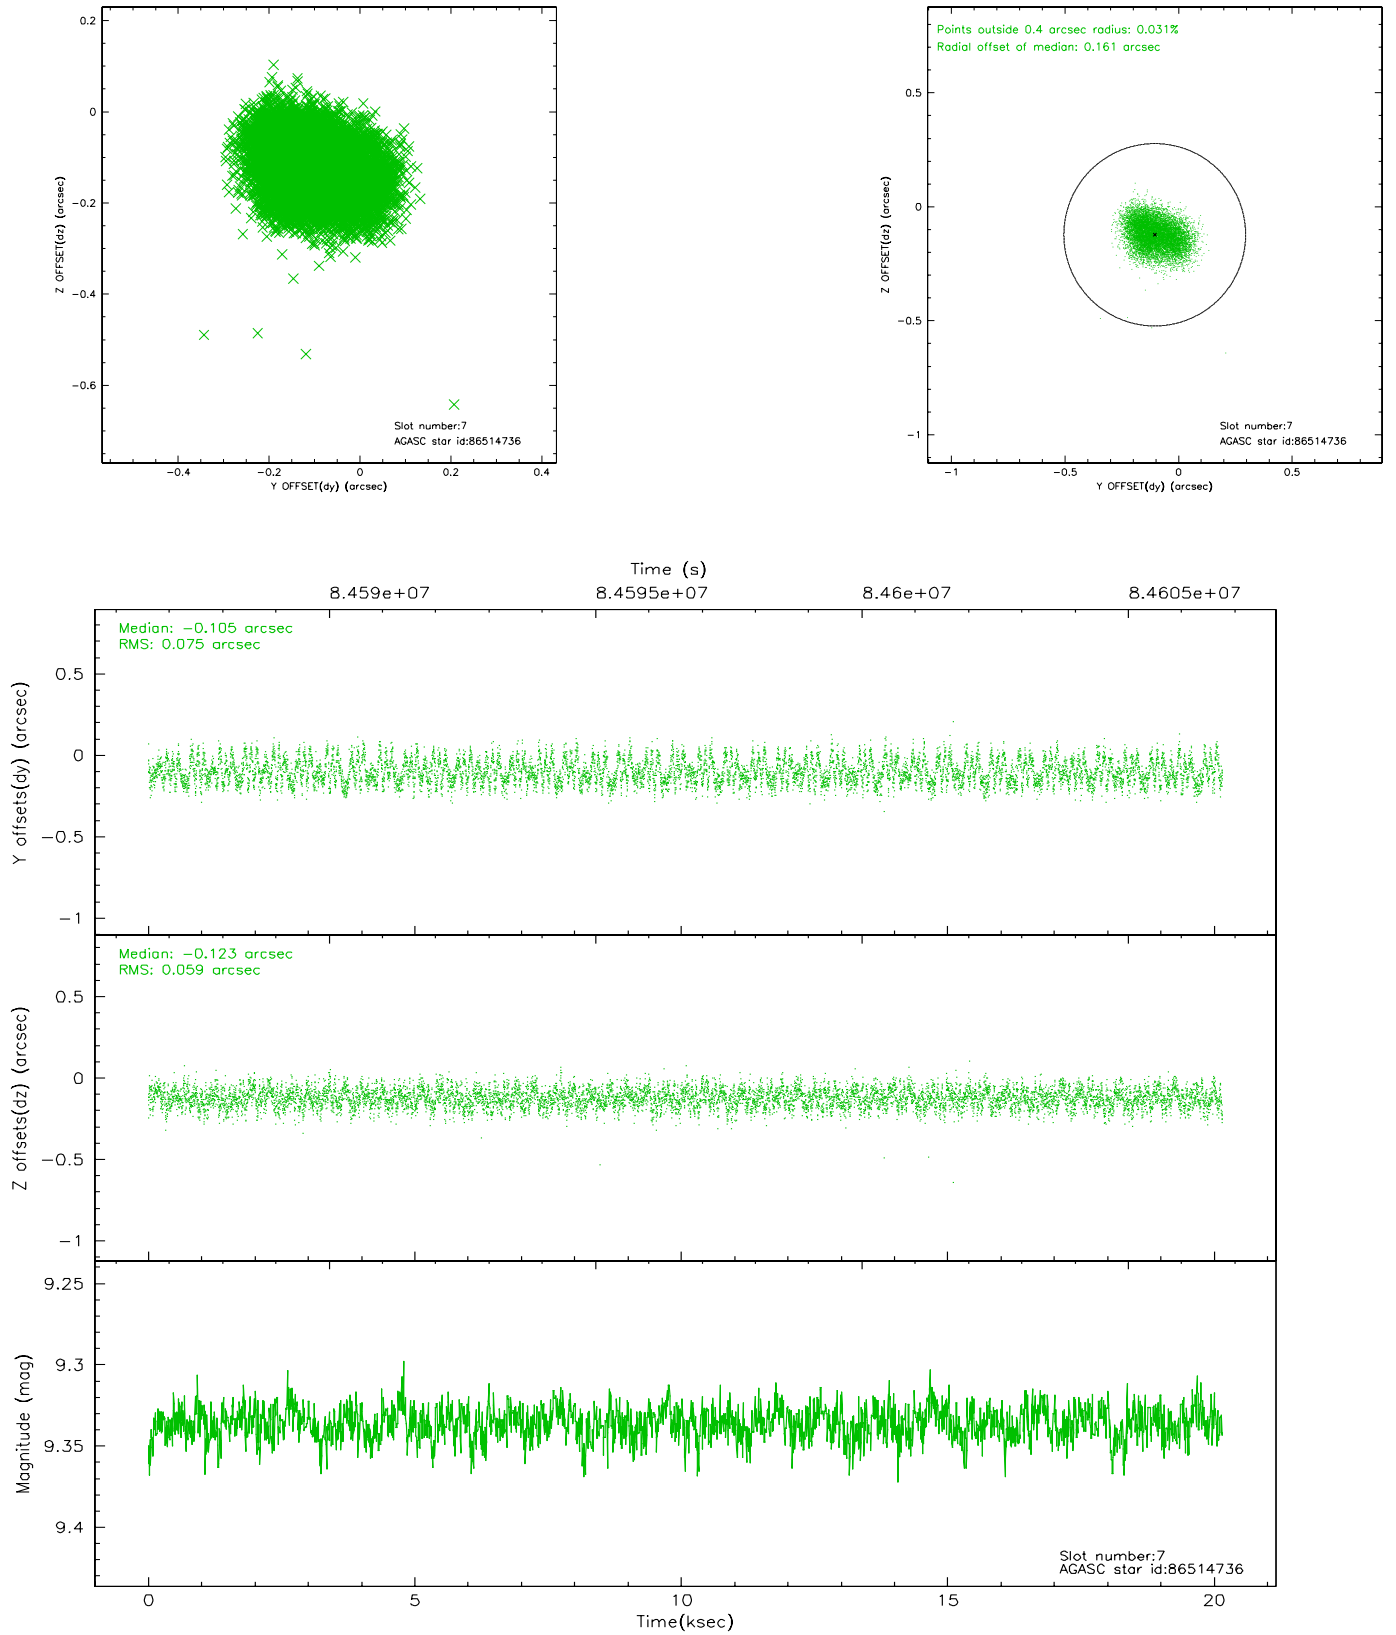 0.2
0
−0.2
−0.4
−0.6
Z OFFSET(dz) (arcsec)
Slot number:7
AGASC star id:86514736
−0.4 −0.2 0 0.2 0.4
Y OFFSET(dy) (arcsec)
Points outside 0.4 arcsec radius: 0.031%
Radial offset of median: 0.161 arcsec
0.5
0
−0.5
−1
Z OFFSET(dz) (arcsec)
Slot number:7
AGASC star id:86514736
−1 −0.5 0 0.5
Y OFFSET(dy) (arcsec)
Time (s)
8.459e+07 8.4595e+07 8.46e+07 8.4605e+07
Median: −0.105 arcsec
RMS: 0.075 arcsec
0.5
0
−0.5
−1
Y offsets(dy) (arcsec)
Median: −0.123 arcsec
RMS: 0.059 arcsec
0.5
0
−0.5
−1
Z offsets(dz) (arcsec)
9.25
9.3
9.35
9.4
Magnitude (mag)
Slot number:7
AGASC star id:86514736
0 5 10 15 20
Time(ksec)